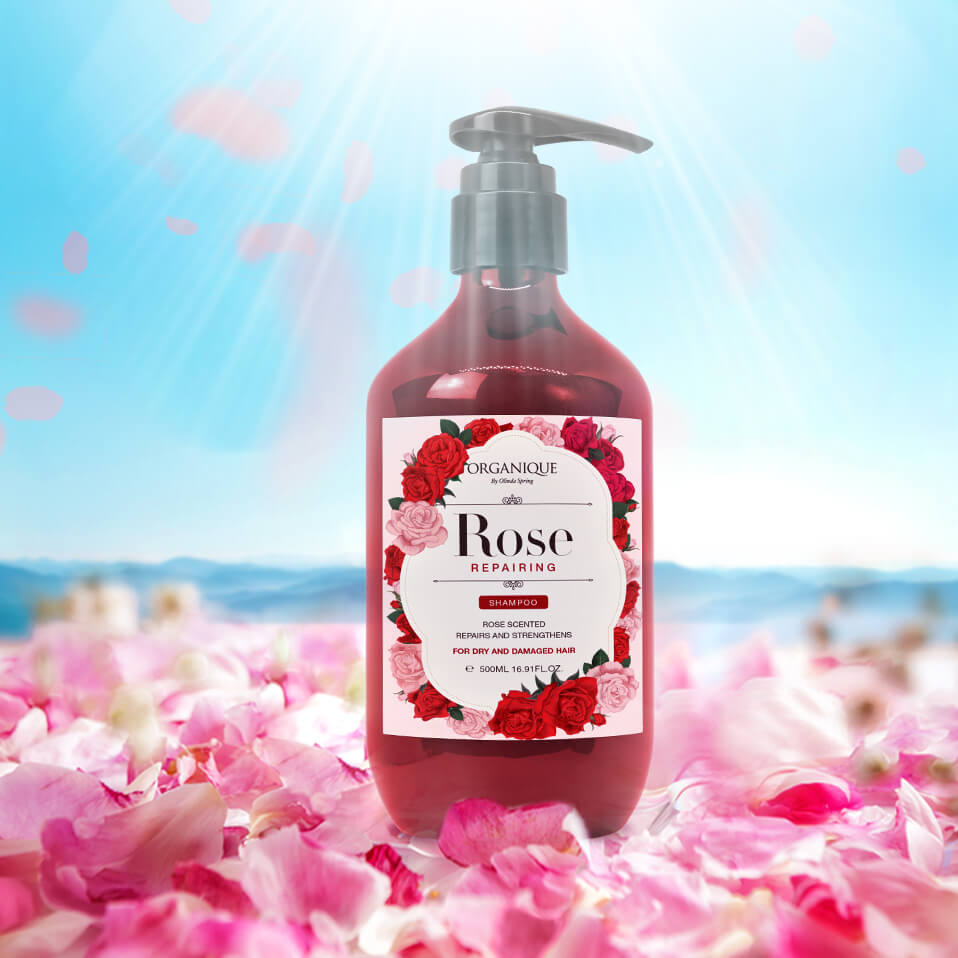 ORGANIQUE
By Olinda Spring
Rose
REPAIRING
SHAMPOO
ROSE SCENTED
REPAIRS AND STRENGTHENS
FOR DRY AND DAMAGED HAIR
℮ 500ML 16.91FL.OZ.